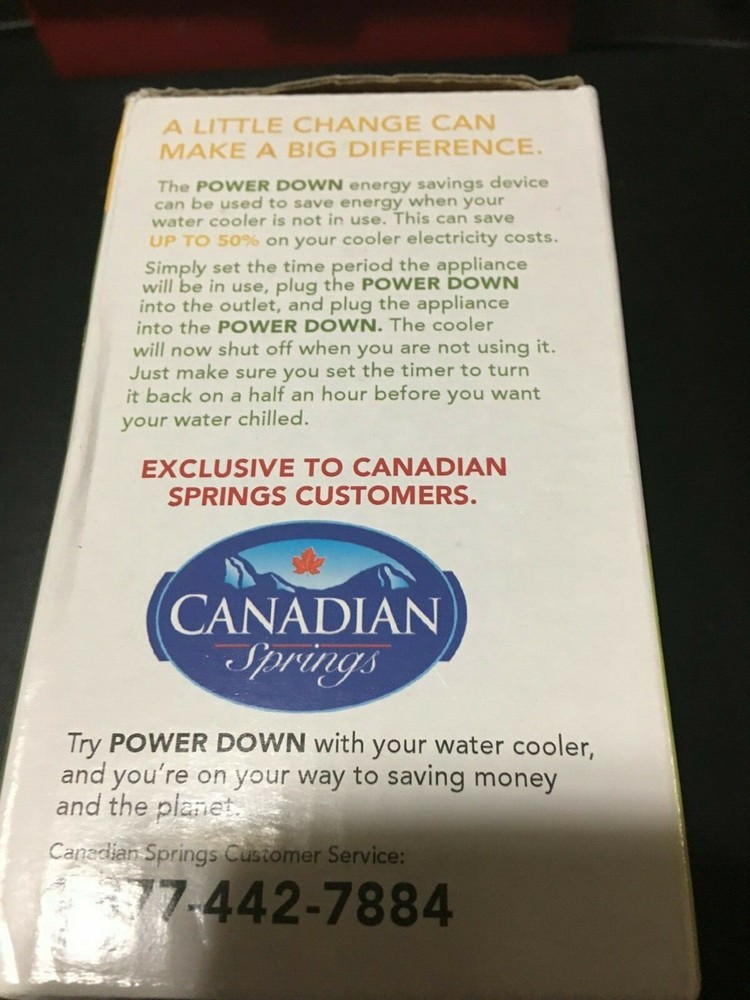 A LITTLE CHANGE CAN
MAKE A BIG DIFFERENCE.
The POWER DOWN energy savings device
can be used to save energy when your
water cooler is not in use. This can save
UP TO 50% on your cooler electricity costs.
Simply set the time period the appliance
will be in use, plug the POWER DOWN
into the outlet, and plug the appliance
into the POWER DOWN. The cooler
will now shut off when you are not using it.
Just make sure you set the timer to turn
it back on a half an hour before you want
your water chilled.
EXCLUSIVE TO CANADIAN
SPRINGS CUSTOMERS.
CANADIAN
Springs
Try POWER DOWN with your water cooler,
and you're on your way to saving money
and the planet.
Canadian Springs Customer Service:
77-442-7884